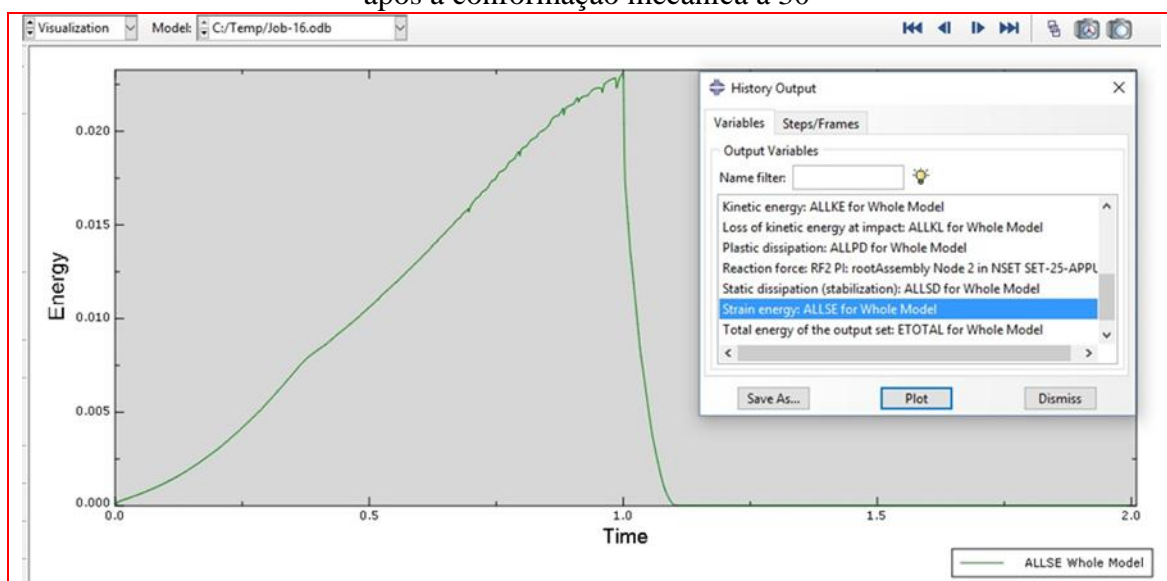 após a conformação mecânica a 30
Visualization Model: C:/Temp/Job-16.odb
History Output
Variables Steps/Frames
Output Variables
Name filter:
Kinetic energy: ALLKE for Whole Model
Loss of kinetic energy at impact: ALLKL for Whole Model
Plastic dissipation: ALLPD for Whole Model
Reaction force: RF2 PI: rootAssembly Node 2 in NSET SET-25-APPL
Static dissipation (stabilization): ALLSD for Whole Model
Strain energy: ALLSE for Whole Model
Total energy of the output set: ETOTAL for Whole Model
Save As... Plot Dismiss
Energy
0.020
0.015
0.010
0.005
0.000
0.0 0.5 1.0 1.5 2.0
Time
ALLSE Whole Model